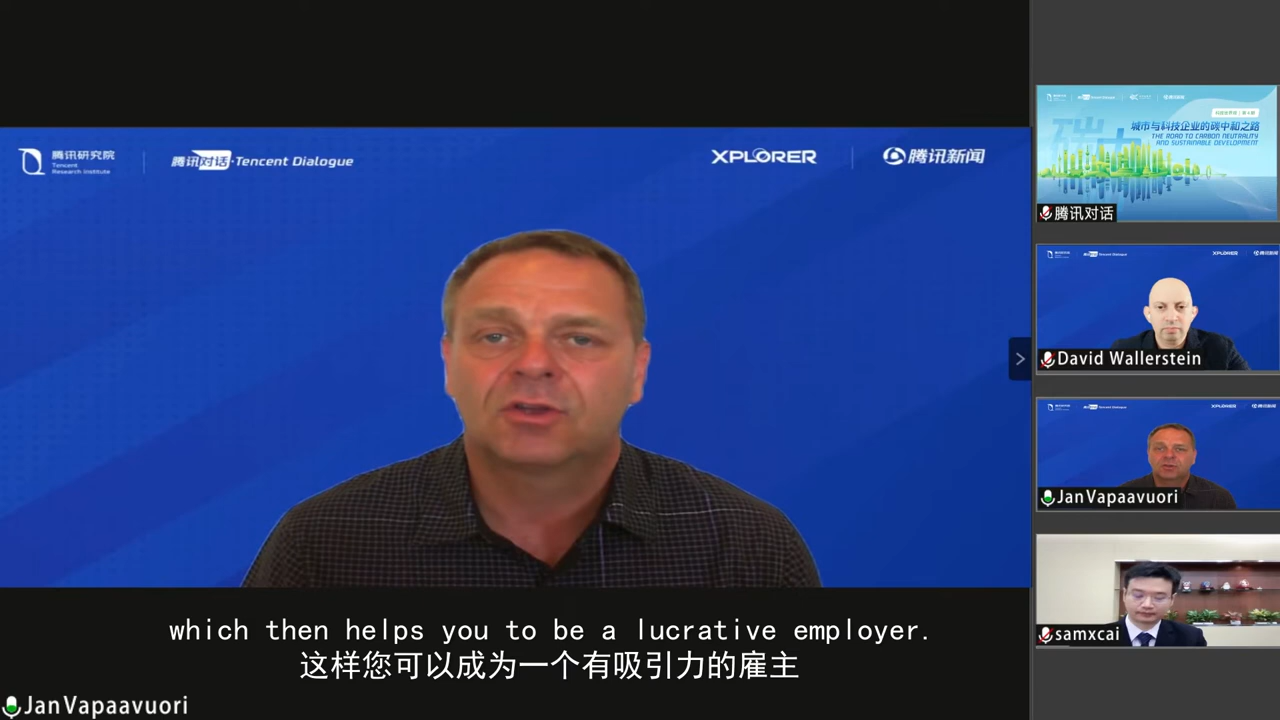 腾讯研究院
Tencent
Research Institute
腾讯对话·Tencent Dialogue
XPLORER
腾讯新闻
which then helps you to be a lucrative employer.
这样您可以成为一个有吸引力的雇主
JanVapaavuori
城市与科技企业的碳中和之路
THE ROAD TO CARBON NEUTRALITY
AND SUSTAINABLE DEVELOPMENT
腾讯对话
XPLORER
David Wallerstein
XPLORER
JanVapaavuori
samxcai